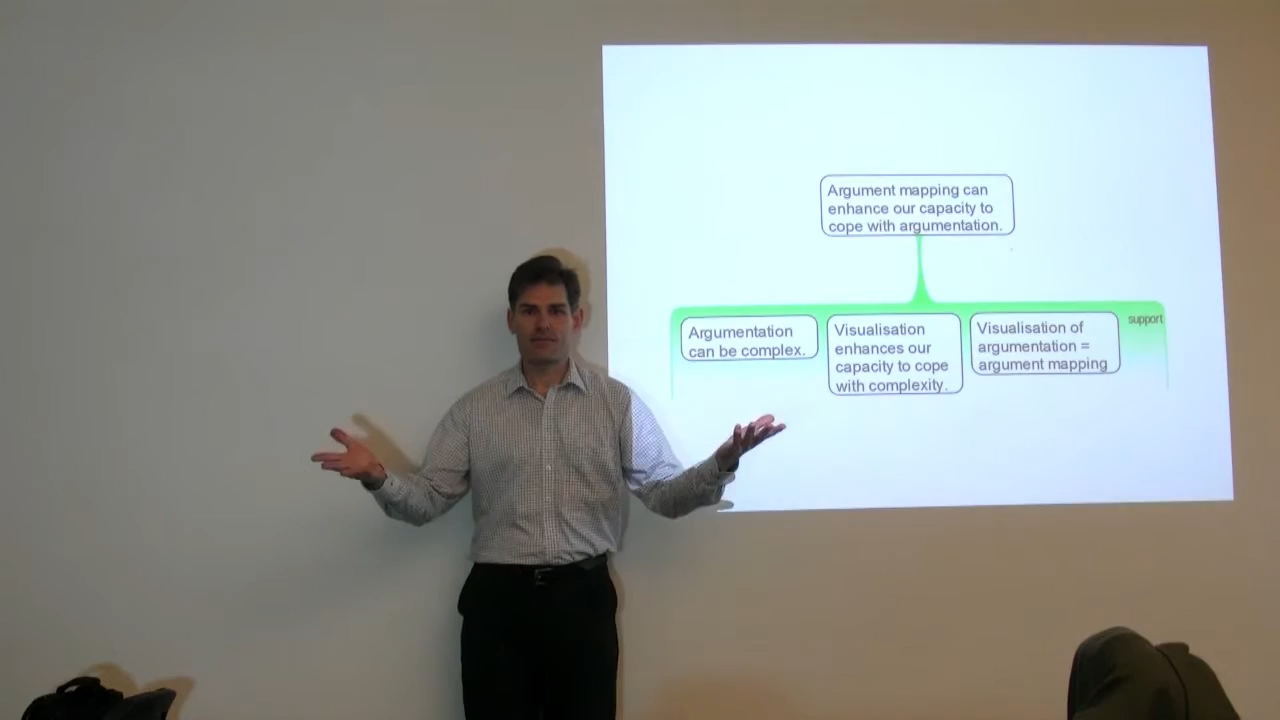 Argument mapping can
enhance our capacity to
cope with argumentation.
support
Argumentation
can be complex.
Visualisation
enhances our
capacity to cope
with complexity.
Visualisation of
argumentation =
argument mapping